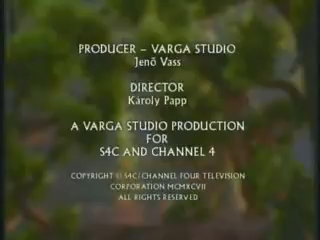 PRODUCER – VARGA STUDIO
Jenő Vass
DIRECTOR
Károly Papp
A VARGA STUDIO PRODUCTION
FOR
S4C AND CHANNEL 4
COPYRIGHT © S4C/CHANNEL FOUR TELEVISION
CORPORATION MCMXCVII
ALL RIGHTS RESERVED